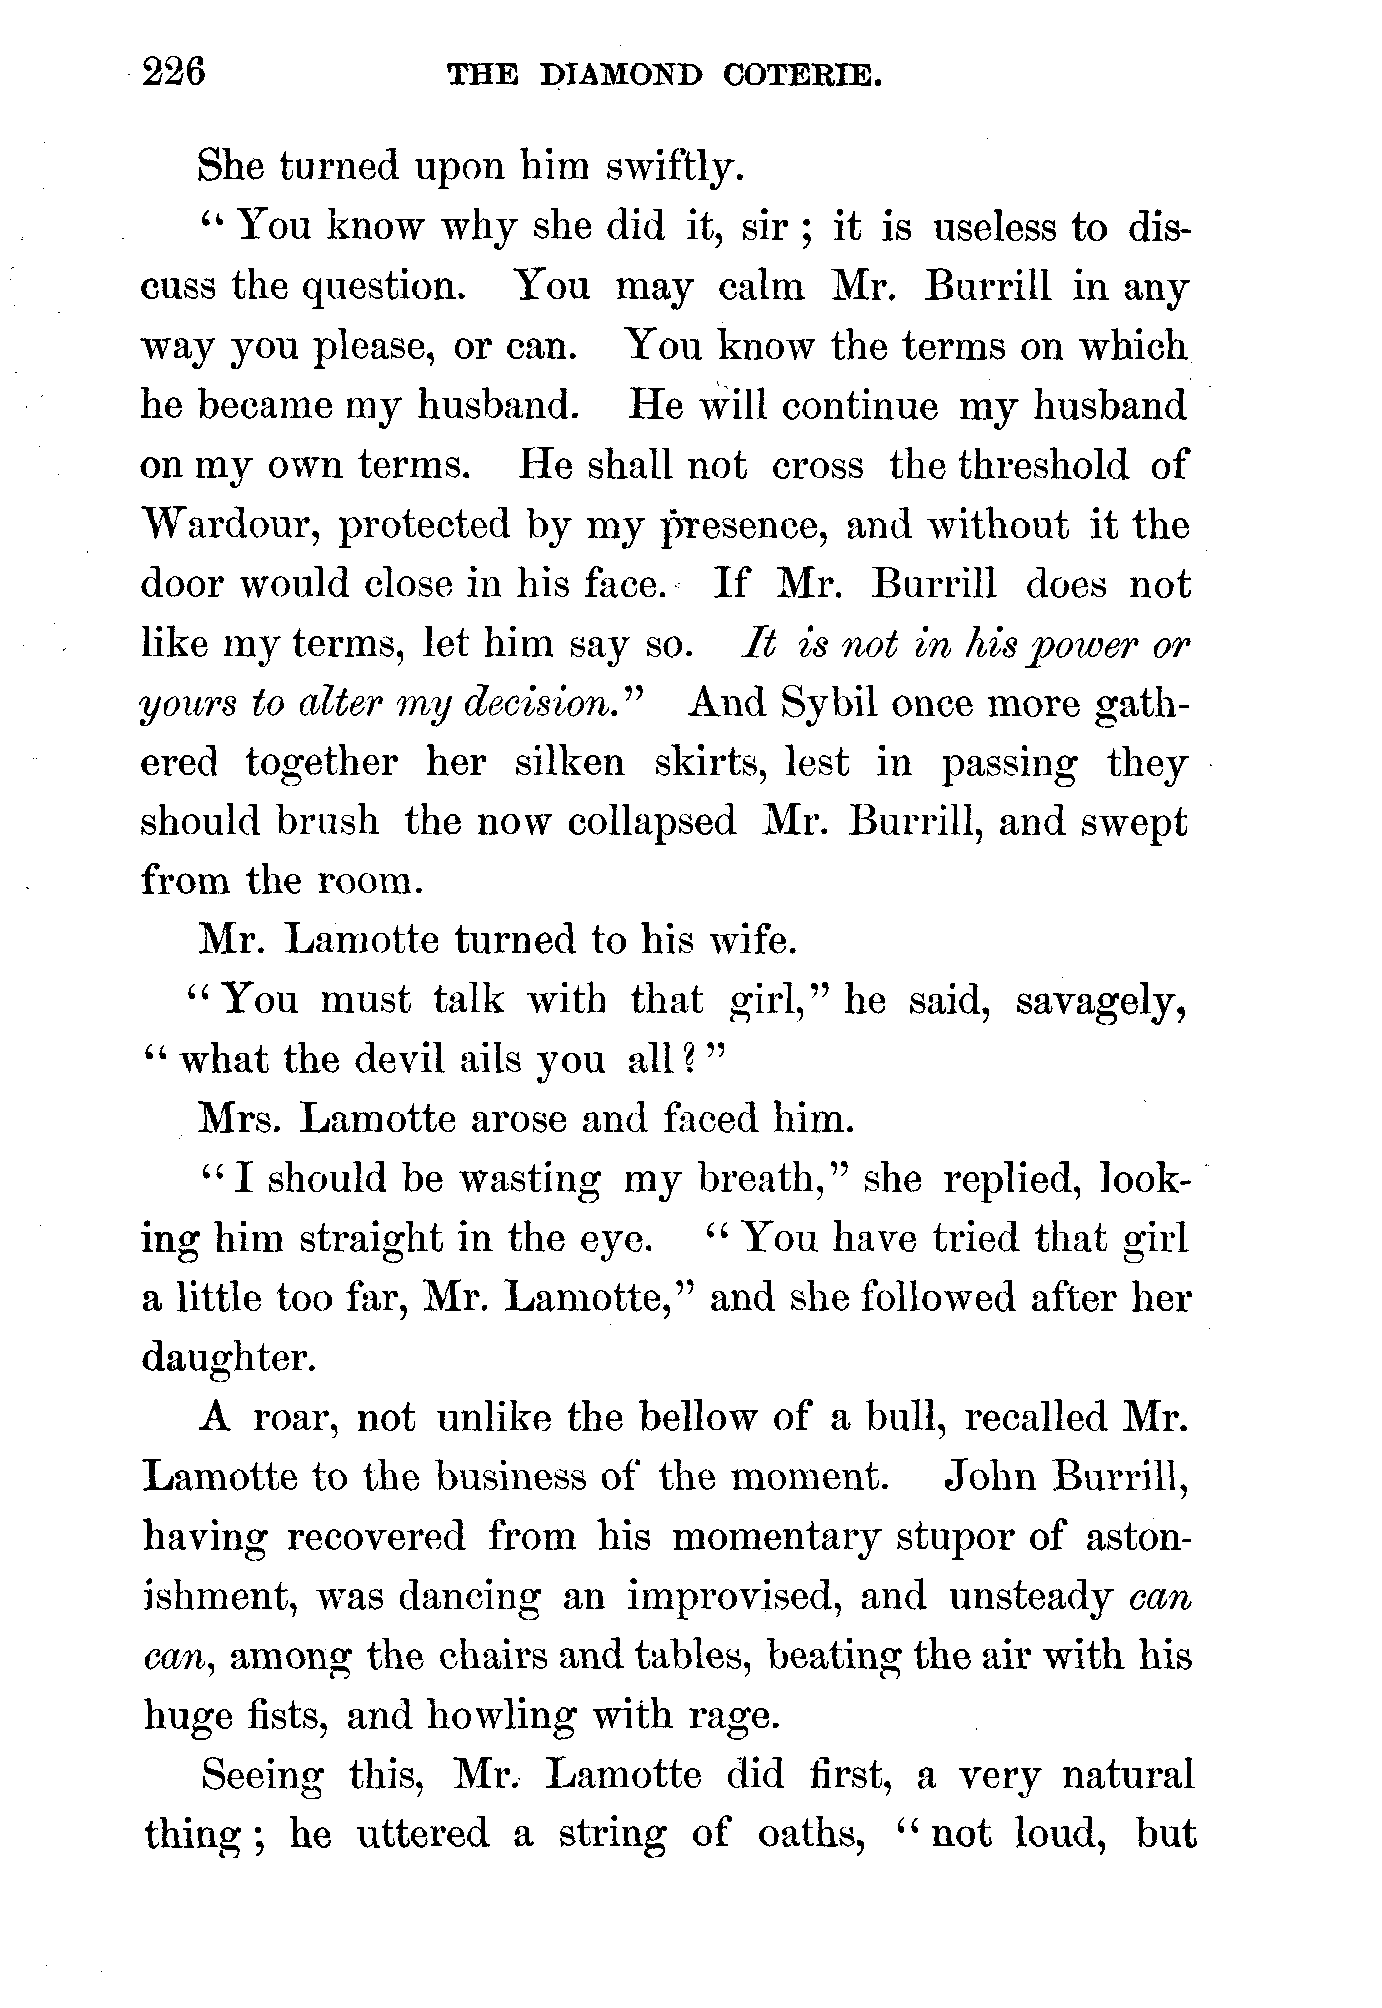 226 THE DIAMOND COTERIE.
She turned upon him swiftly.
“ You know why she did it, sir ; it is useless to dis-
cuss the question. You may calm Mr. Burrill in any
way you please, or can. You know the terms on which
he became my husband. He will continue my husband
on my own terms. He shall not cross the threshold of
Wardour, protected by my presence, and without it the
door would close in his face. If Mr. Burrill does not
like my terms, let him say so. It is not in his power or
yours to alter my decision.” And Sybil once more gath-
ered together her silken skirts, lest in passing they
should brush the now collapsed Mr. Burrill, and swept
from the room.
Mr. Lamotte turned to his wife.
“ You must talk with that girl,” he said, savagely,
“ what the devil ails you all ? ”
Mrs. Lamotte arose and faced him.
“ I should be wasting my breath,” she replied, look-
ing him straight in the eye. “ You have tried that girl
a little too far, Mr. Lamotte,” and she followed after her
daughter.
A roar, not unlike the bellow of a bull, recalled Mr.
Lamotte to the business of the moment. John Burrill,
having recovered from his momentary stupor of aston-
ishment, was dancing an improvised, and unsteady can
can, among the chairs and tables, beating the air with his
huge fists, and howling with rage.
Seeing this, Mr. Lamotte did first, a very natural
thing ; he uttered a string of oaths, “ not loud, but